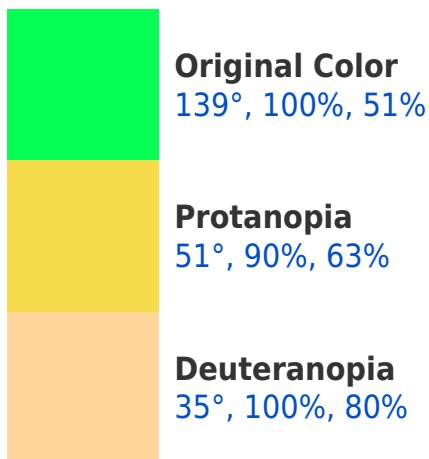 Original Color
139°, 100%, 51%
Protanopia
51°, 90%, 63%
Deuteranopia
35°, 100%, 80%